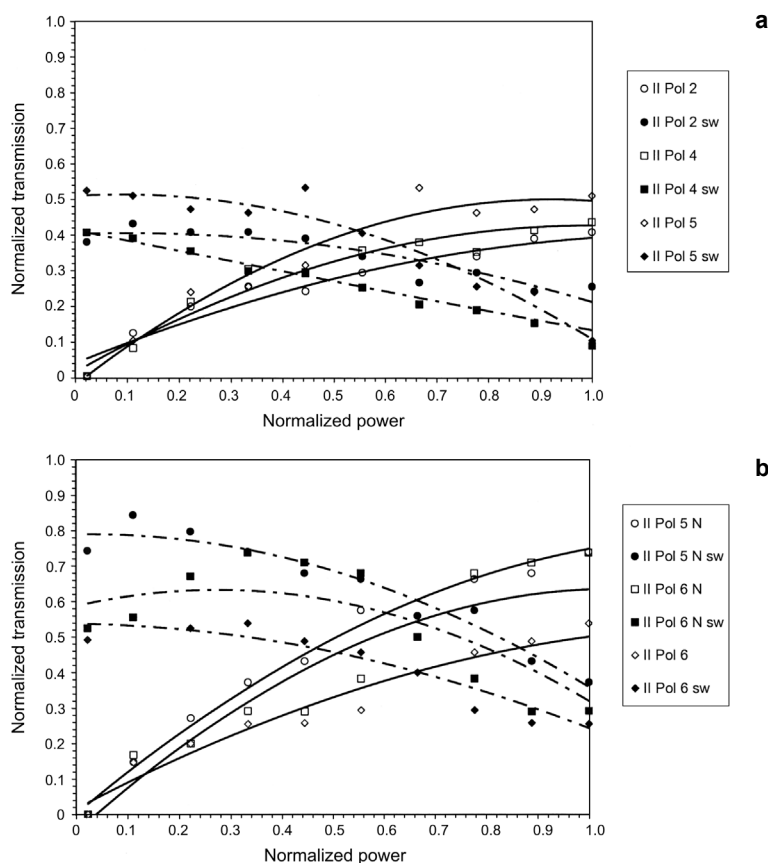 a
1.0
0.9
0.8
0.7
0.6
0.5
0.4
0.3
0.2
0.1
0
Normalized transmission
0 0.1 0.2 0.3 0.4 0.5 0.6 0.7 0.8 0.9 1.0
Normalized power
II Pol 2
II Pol 2 sw
II Pol 4
II Pol 4 sw
II Pol 5
II Pol 5 sw
b
1.0
0.9
0.8
0.7
0.6
0.5
0.4
0.3
0.2
0.1
0
Normalized transmission
0 0.1 0.2 0.3 0.4 0.5 0.6 0.7 0.8 0.9 1.0
Normalized power
II Pol 5 N
II Pol 5 N sw
II Pol 6 N
II Pol 6 N sw
II Pol 6
II Pol 6 sw